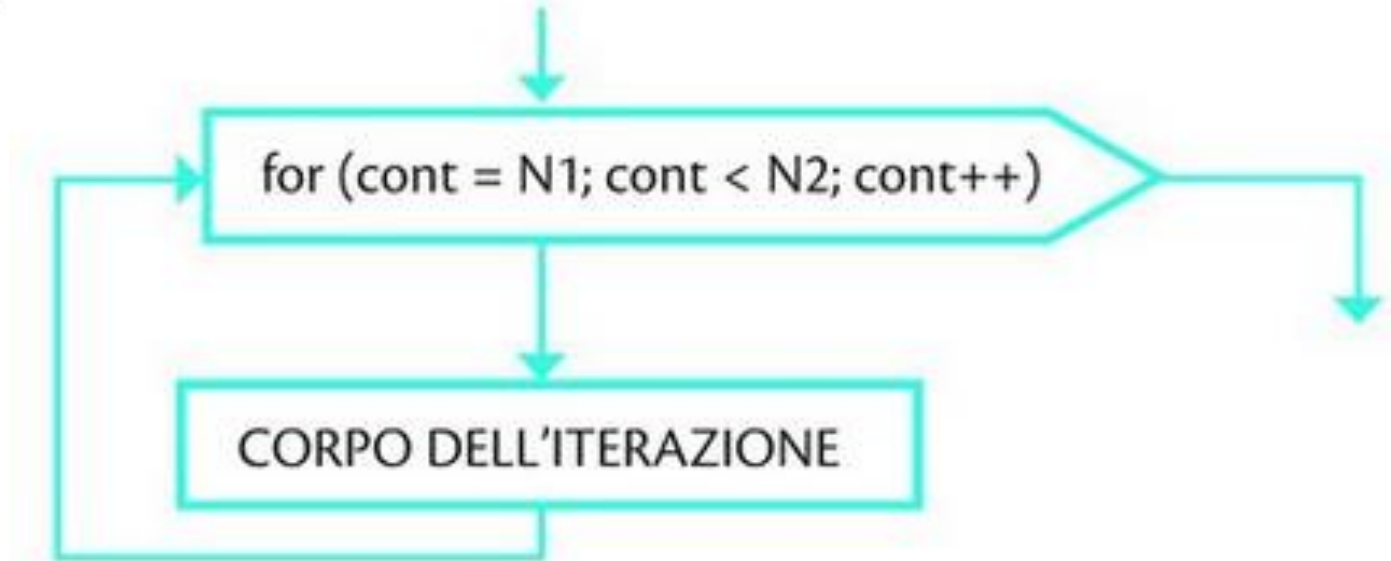 for (cont = N1; cont < N2; cont++)
CORPO DELL'ITERAZIONE